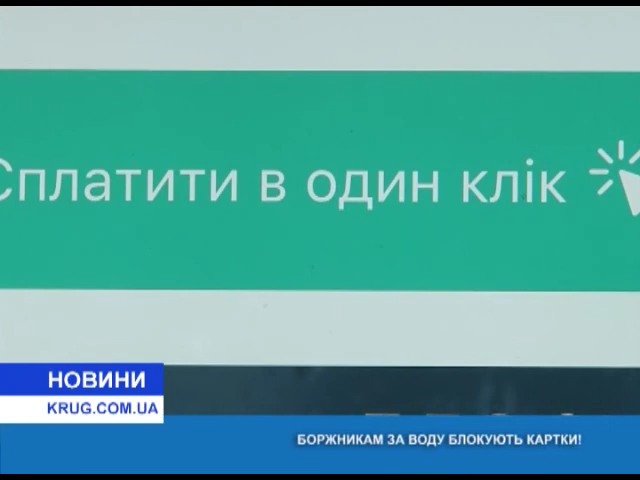 Сплатити в один клік
НОВИНИ
KRUG.COM.UA
БОРЖНИКАМ ЗА ВОДУ БЛОКУЮТЬ КАРТКИ!